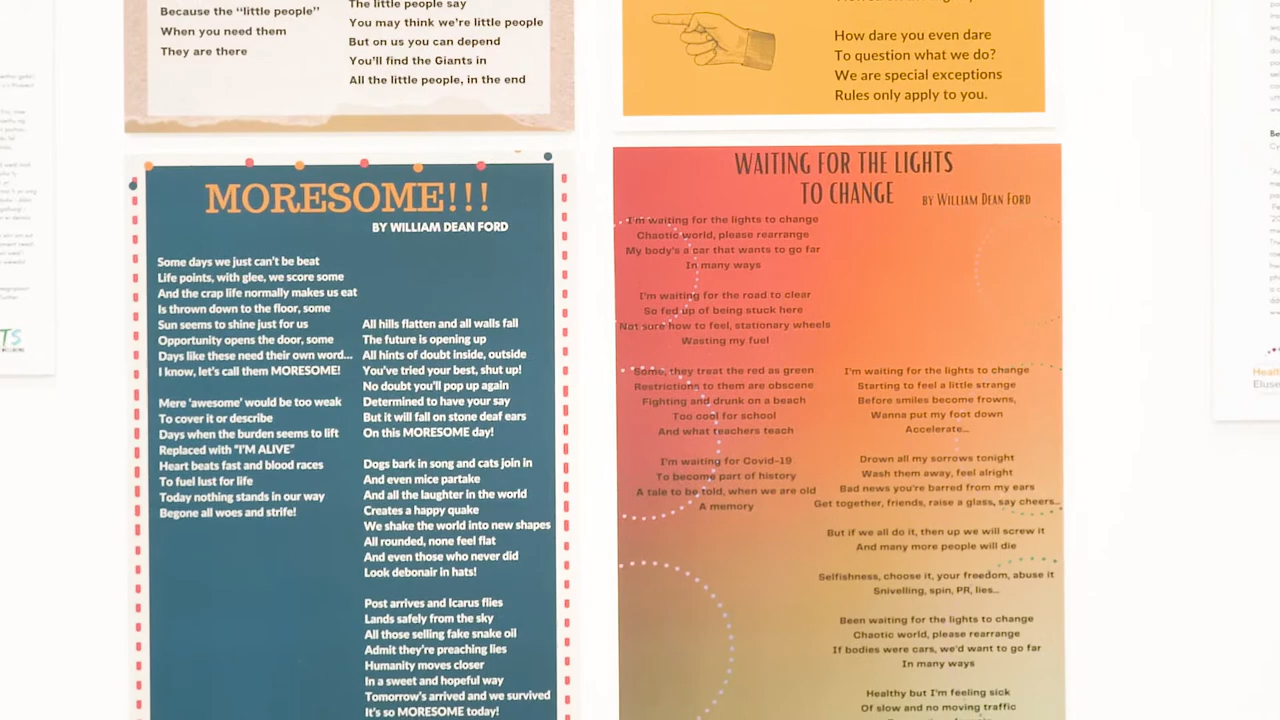 Because the “little people”
When you need them
They are there
The little people say
You may think we're little people
But on us you can depend
You'll find the Giants in
All the little people, in the end
How dare you even dare
To question what we do?
We are special exceptions
Rules only apply to you.
MORESOME!!!
BY WILLIAM DEAN FORD
Some days we just can't be beat
Life points, with glee, we score some
And the crap life normally makes us eat
Is thrown down to the floor, some
Sun seems to shine just for us
Opportunity opens the door, some
Days like these need their own word...
I know, let's call them MORESOME!
Mere 'awesome' would be too weak
To cover it or describe
Days when the burden seems to lift
Replaced with "I'M ALIVE"
Heart beats fast and blood races
To fuel lust for life
Today nothing stands in our way
Begone all woes and strife!
All hills flatten and all walls fall
The future is opening up
All hints of doubt inside, outside
You've tried your best, shut up!
No doubt you'll pop up again
Determined to have your say
But it will fall on stone deaf ears
On this MORESOME day!
Dogs bark in song and cats join in
And even mice partake
And all the laughter in the world
Creates a happy quake
We shake the world into new shapes
All rounded, none feel flat
And even those who never did
Look debonair in hats!
Post arrives and Icarus flies
Lands safely from the sky
All those selling fake snake oil
Admit they're preaching lies
Humanity moves closer
In a sweet and hopeful way
Tomorrow's arrived and we survived
It's so MORESOME today!
WAITING FOR THE LIGHTS
TO CHANGE
BY WILLIAM DEAN FORD
I'm waiting for the lights to change
Chaotic world, please rearrange
My body's a car that wants to go far
In many ways
I'm waiting for the road to clear
So fed up of being stuck here
Not sure how to feel, stationary wheels
Wasting my fuel
Some, they treat the red as green
Restrictions to them are obscene
Fighting and drunk on a beach
Too cool for school
And what teachers teach
I'm waiting for Covid-19
To become part of history
A tale to be told, when we are old
A memory
I'm waiting for the lights to change
Starting to feel a little strange
Before smiles become frowns,
Wanna put my foot down
Accelerate...
Drown all my sorrows tonight
Wash them away, feel alright
Bad news you're barred from my ears
Get together, friends, raise a glass, say cheers...
But if we all do it, then up we will screw it
And many more people will die
Selfishness, choose it, your freedom, abuse it
Snivelling, spin, PR, lies...
Been waiting for the lights to change
Chaotic world, please rearrange
If bodies were cars, we'd want to go far
In many ways
Healthy but I'm feeling sick
Of slow and no moving traffic